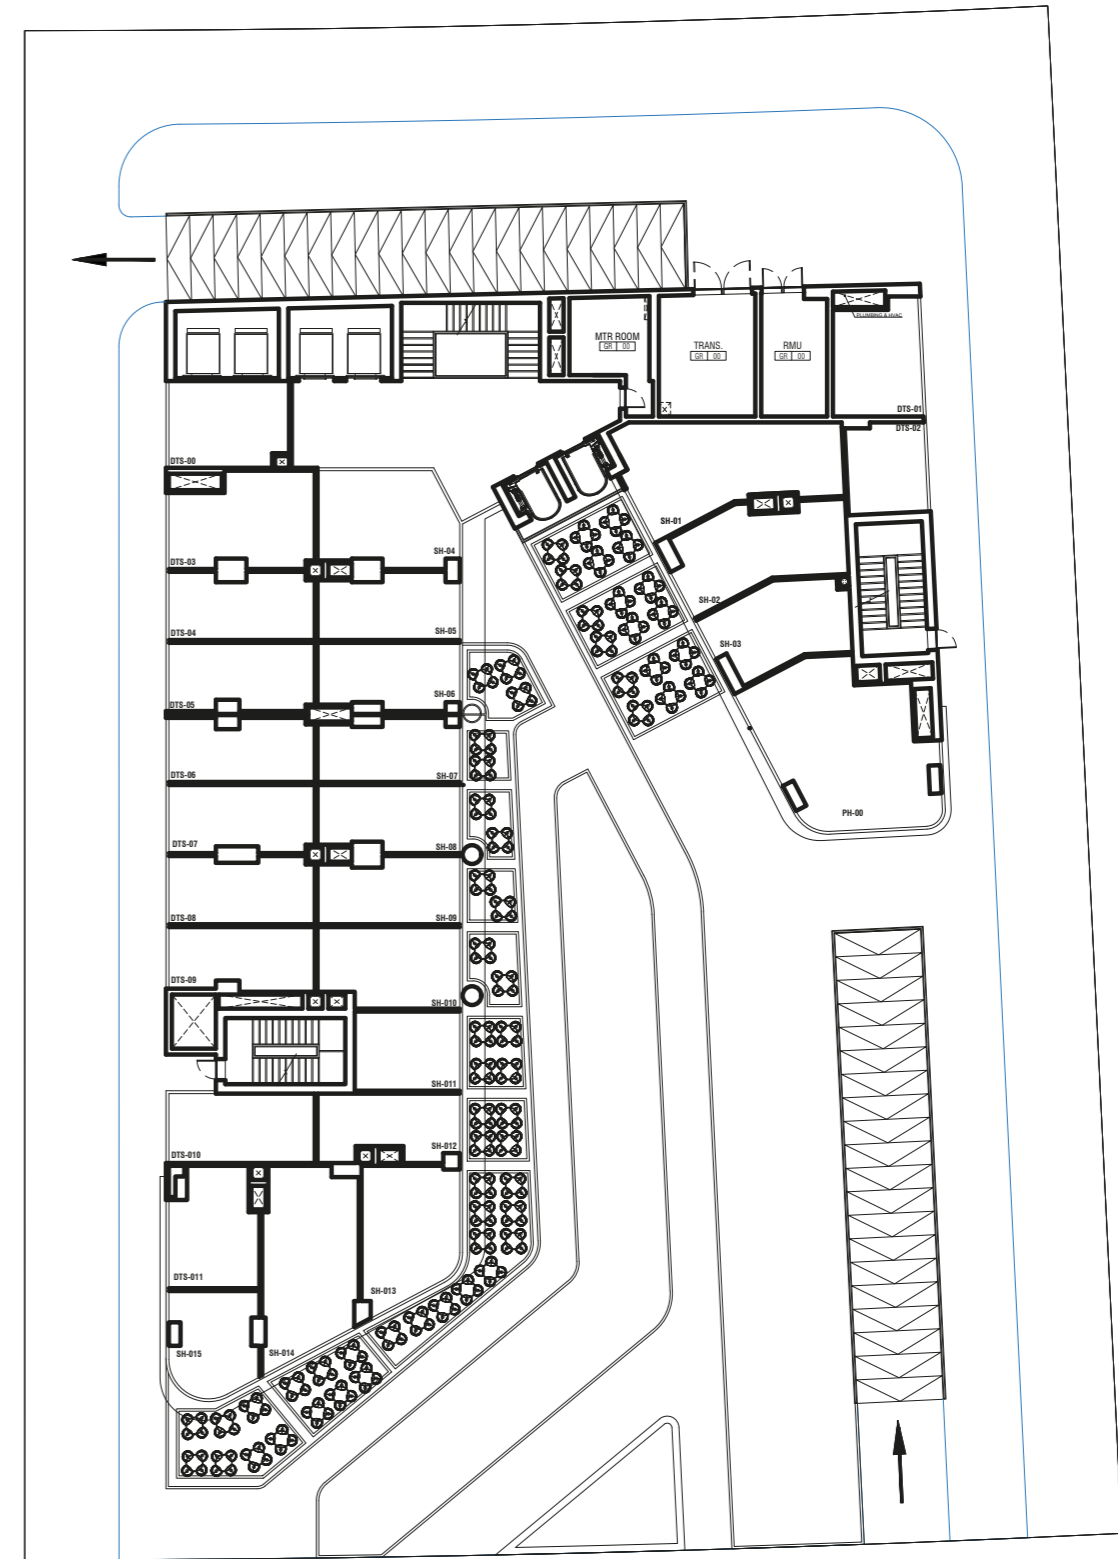 PLUMBING & HVAC
MTR ROOM
GR 00
TRANS.
GR 00
RMU
GR 00
DTS-01
DTS-02
DTS-00
SH-01
SH-04
DTS-03
SH-02
SH-05
DTS-04
SH-03
SH-06
DTS-05
SH-07
DTS-06
PH-00
SH-08
DTS-07
SH-09
DTS-08
DTS-09
SH-010
SH-011
SH-012
DTS-010
DTS-011
SH-013
SH-015
SH-014